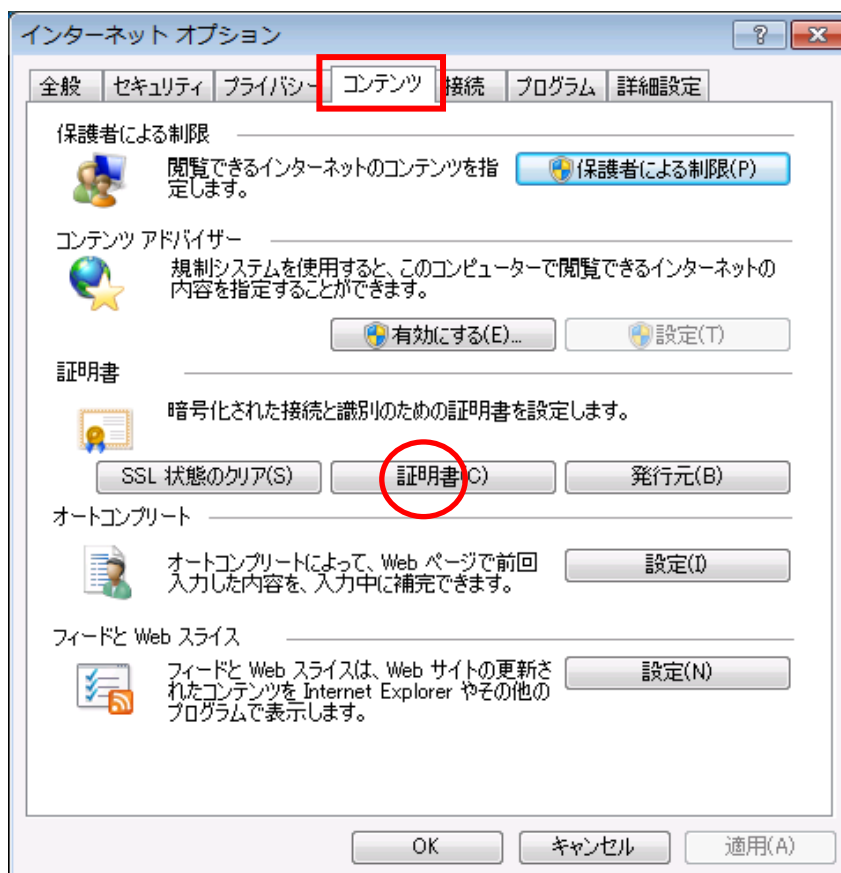 インターネット オプション
全般 セキュリティ プライバシー コンテンツ 接続 プログラム 詳細設定
保護者による制限
閲覧できるインターネットのコンテンツを指
定します。
保護者による制限(P)
コンテンツ アドバイザー
規制システムを使用すると、このコンピューターで閲覧できるインターネットの
内容を指定することができます。
有効にする(E)... 設定(T)
証明書
暗号化された接続と識別のための証明書を設定します。
SSL 状態のクリア(S) 証明書(C) 発行元(B)
オートコンプリート
オートコンプリートによって、Web ページで前回
入力した内容を、入力中に補完できます。
設定(I)
フィードと Web スライス
フィードと Web スライスは、Web サイトの更新さ
れたコンテンツを Internet Explorer やその他の
プログラムで表示します。
設定(N)
OK キャンセル 適用(A)